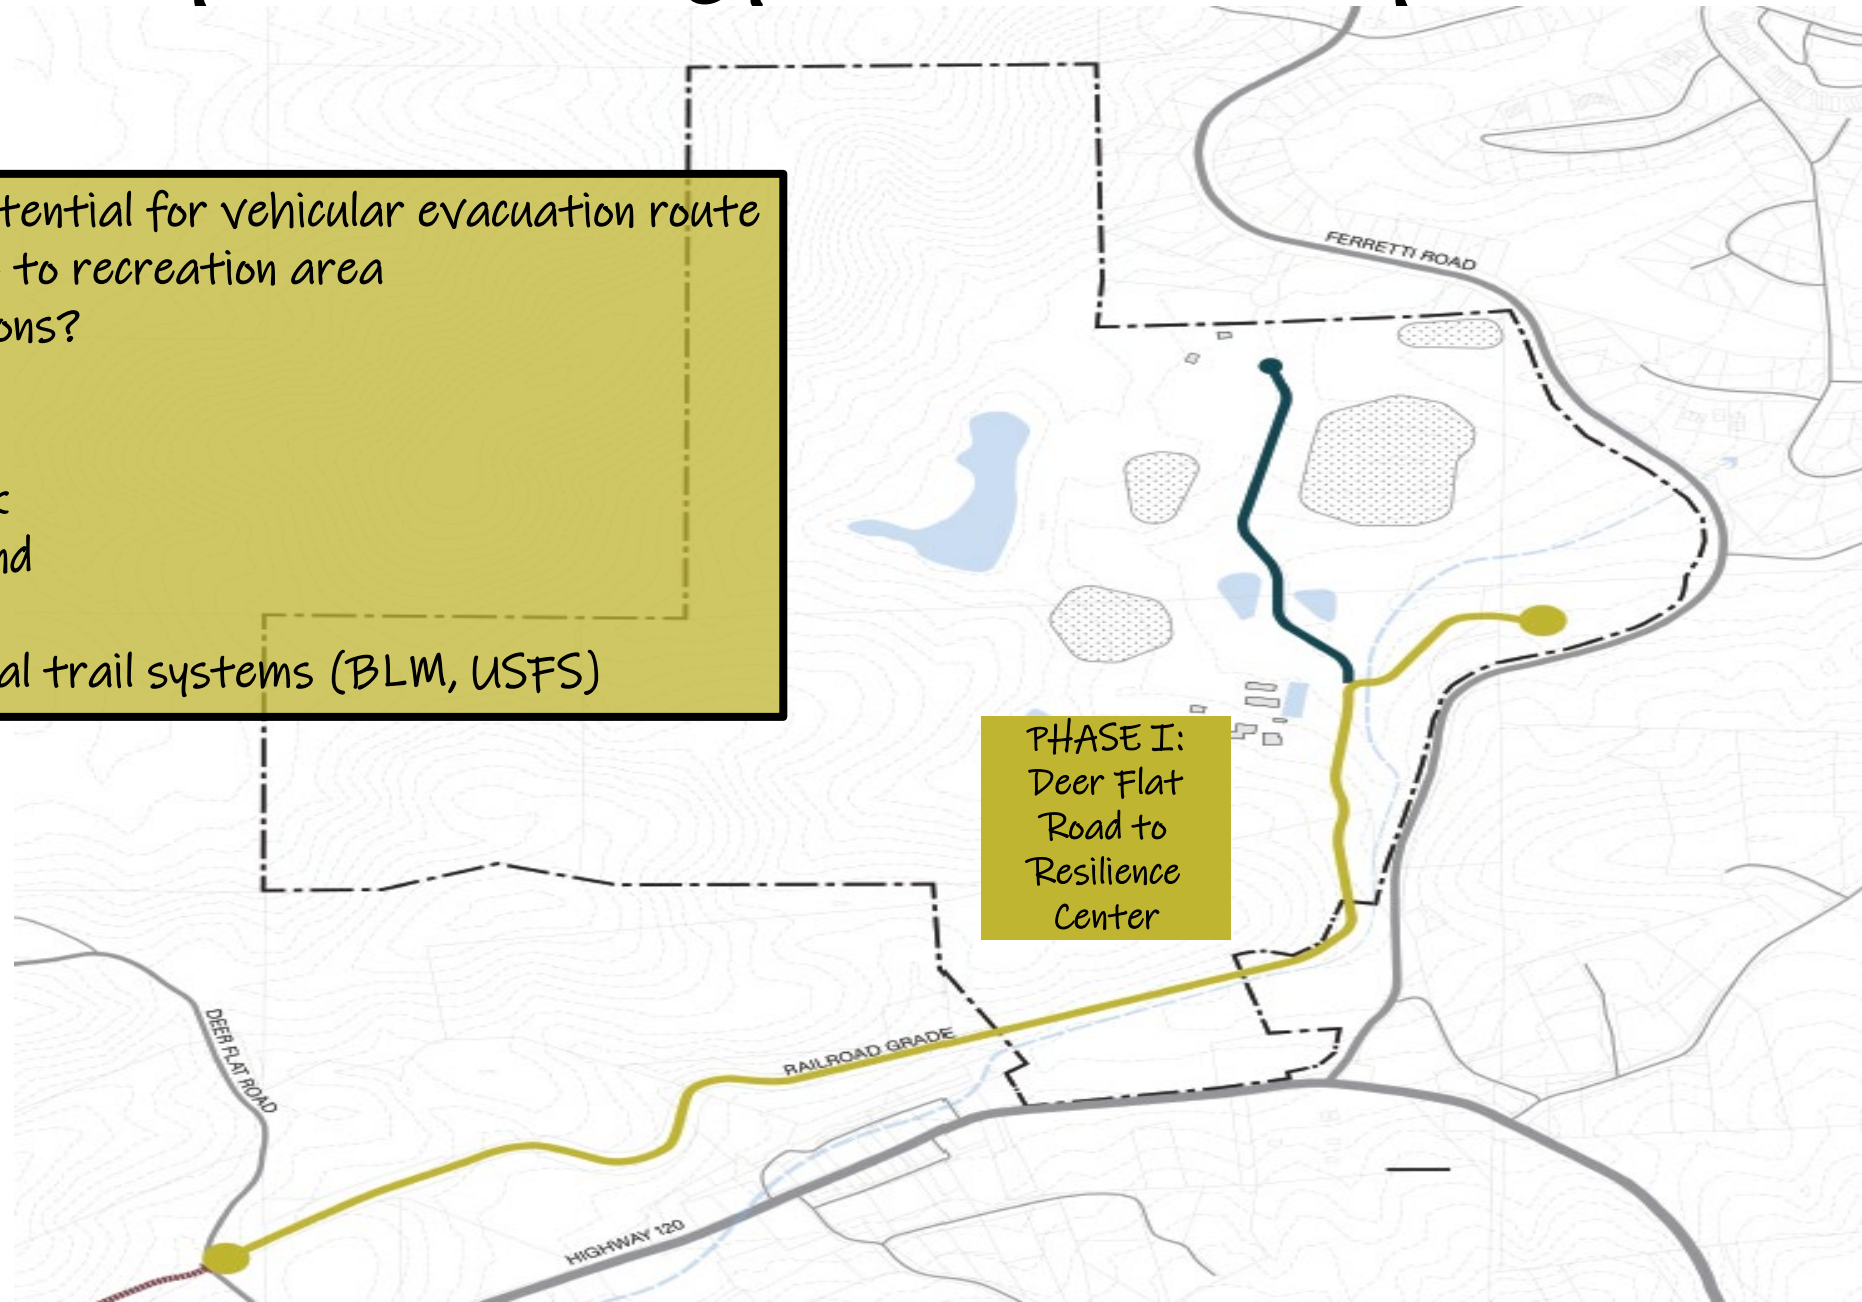 tential for vehicular evacuation route
to recreation area
ons?
nd
al trail systems (BLM, USFS)
FERRETTI ROAD
PHASE I:
Deer Flat
Road to
Resilience
Center
DEER FLAT ROAD
RAILROAD GRADE
HIGHWAY 120